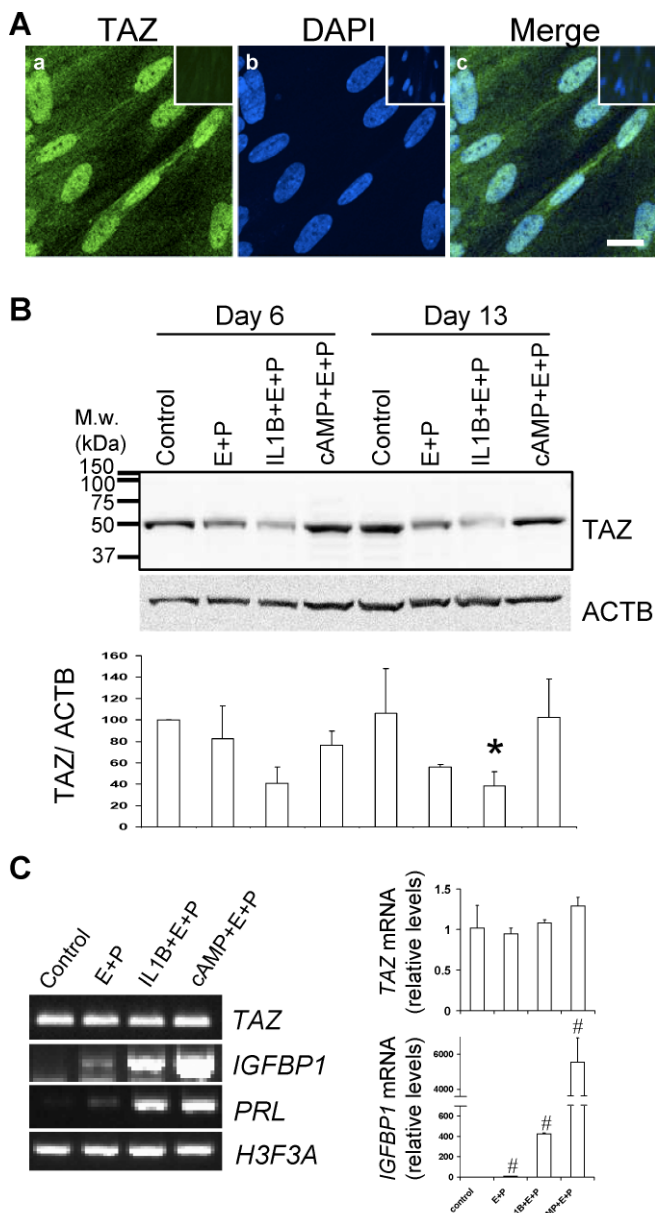 A
TAZ
DAPI
Merge
a
b
c
B
Day 6
Day 13
M.w.
(kDa)
Control
E+P
IL1B+E+P
cAMP+E+P
Control
E+P
IL1B+E+P
cAMP+E+P
150
100
75
50
37
TAZ
ACTB
TAZ/ ACTB
160
140
120
100
80
60
40
20
0
*
C
Control
E+P
IL1B+E+P
cAMP+E+P
TAZ
IGFBP1
PRL
H3F3A
TAZ mRNA
(relative levels)
1.5
1
0.5
0
IGFBP1 mRNA
(relative levels)
6000
4000
600
400
200
0
#
#
#
control
E+P